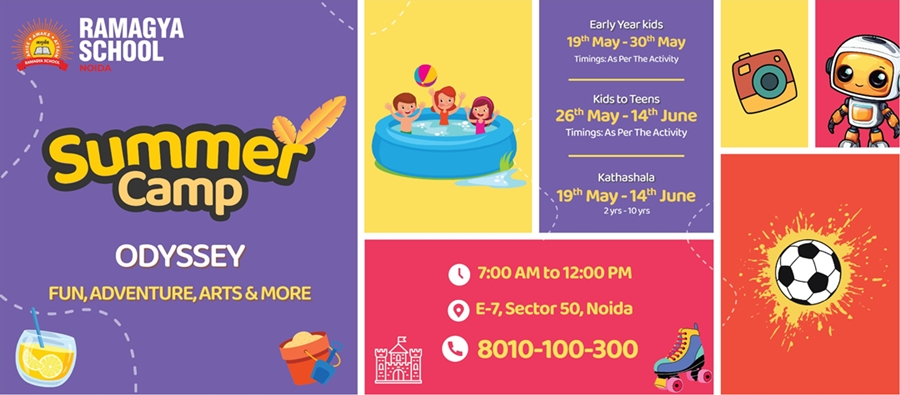 RAMAGYA
SCHOOL
NOIDA
RAMAGYA SCHOOL
Summer
Camp
ODYSSEY
FUN, ADVENTURE, ARTS & MORE
Early Year kids
19th May - 30th May
Timings: As Per The Activity
Kids to Teens
26th May - 14th June
Timings: As Per The Activity
Kathashala
19th May - 14th June
2 yrs - 10 yrs
7:00 AM to 12:00 PM
E-7, Sector 50, Noida
8010-100-300